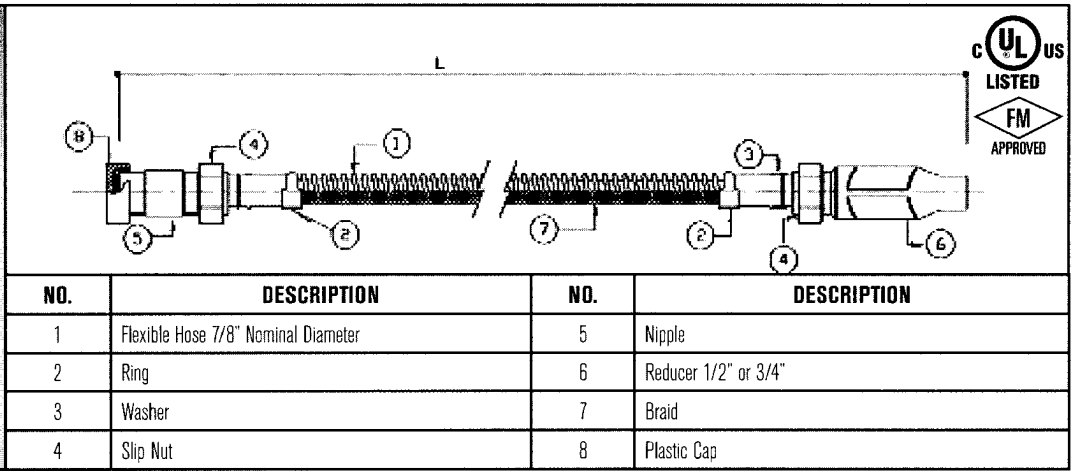 L
C UL US
®
LISTED
FM
APPROVED
8
4
1
3
5
2
7
2
4
6
NO. DESCRIPTION NO. DESCRIPTION
1 Flexible Hose 7/8" Nominal Diameter 5 Nipple
2 Ring 6 Reducer 1/2" or 3/4"
3 Washer 7 Braid
4 Slip Nut 8 Plastic Cap